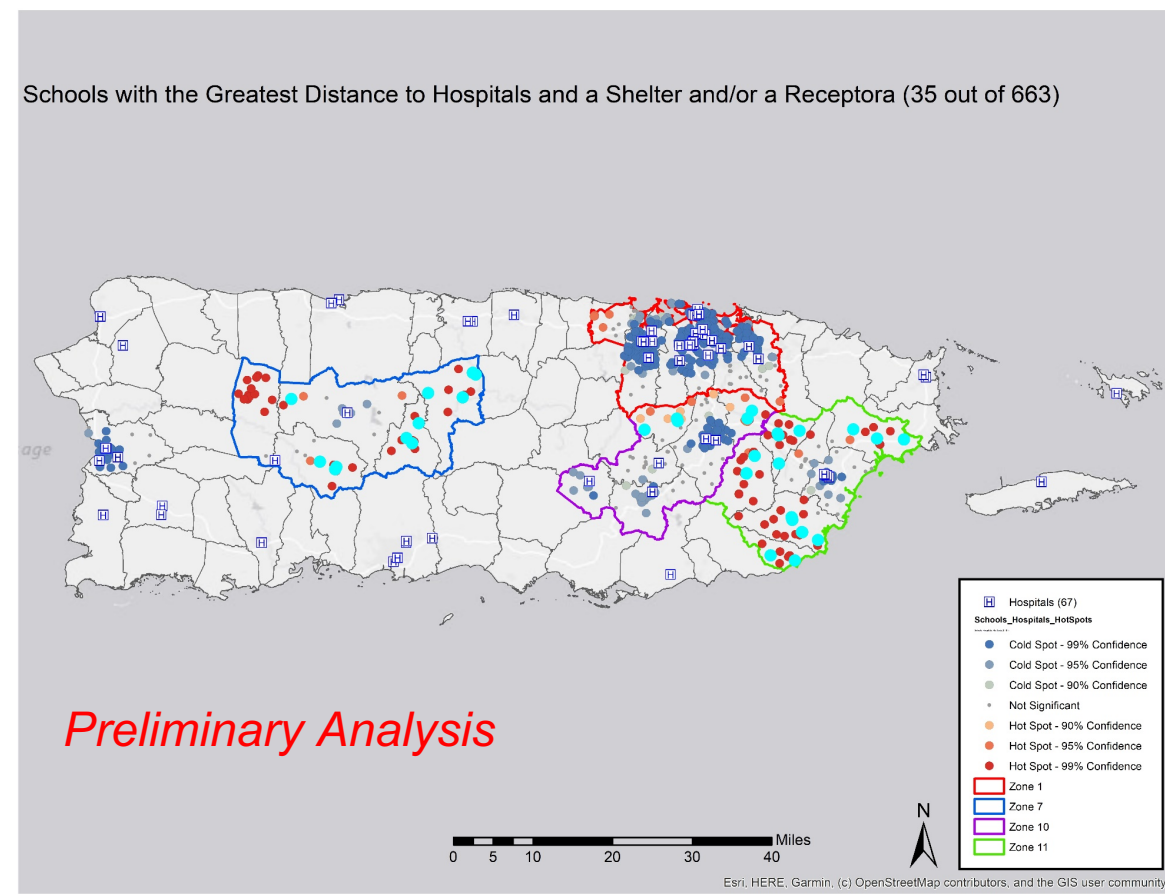 Schools with the Greatest Distance to Hospitals and a Shelter and/or a Receptora (35 out of 663)
age
Hospitals (67)
Schools_Hospitals_HotSpots
Cold Spot - 99% Confidence
Cold Spot - 95% Confidence
Cold Spot - 90% Confidence
Not Significant
Hot Spot - 90% Confidence
Hot Spot - 95% Confidence
Hot Spot - 99% Confidence
Zone 1
Zone 7
Zone 10
Zone 11
Preliminary Analysis
N
Miles
0 5 10 20 30 40
Esri, HERE, Garmin, (c) OpenStreetMap contributors, and the GIS user community